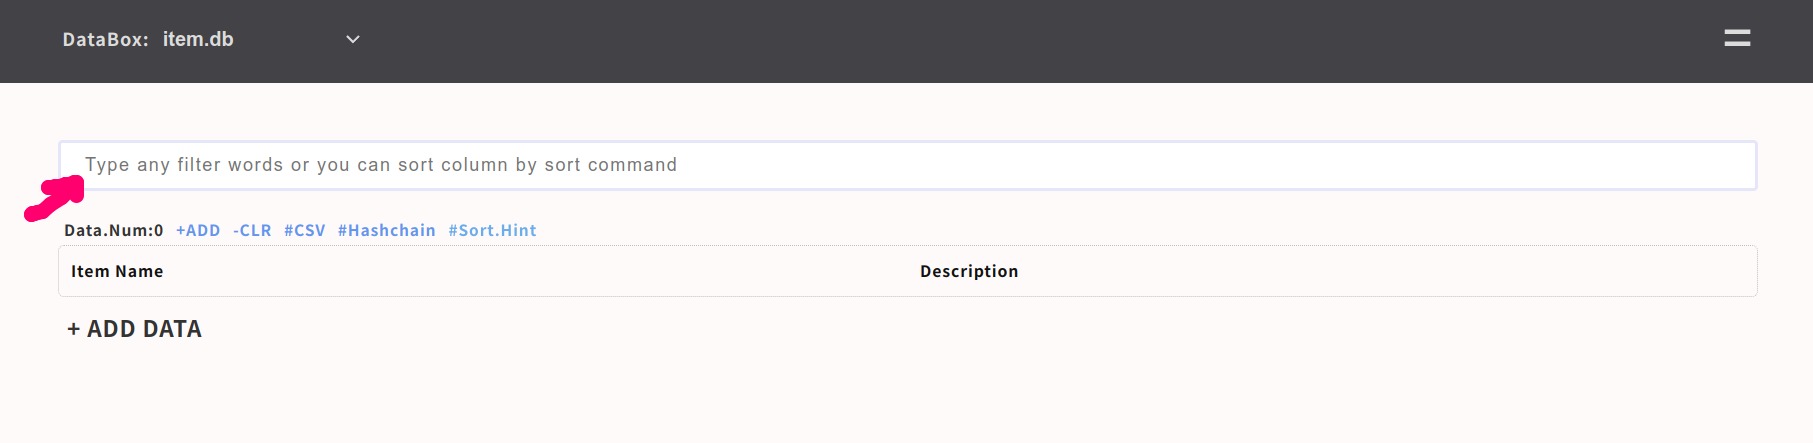 DataBox: item.db
Type any filter words or you can sort column by sort command
Data.Num:0 +ADD -CLR #CSV #Hashchain #Sort.Hint
Item Name Description
+ ADD DATA